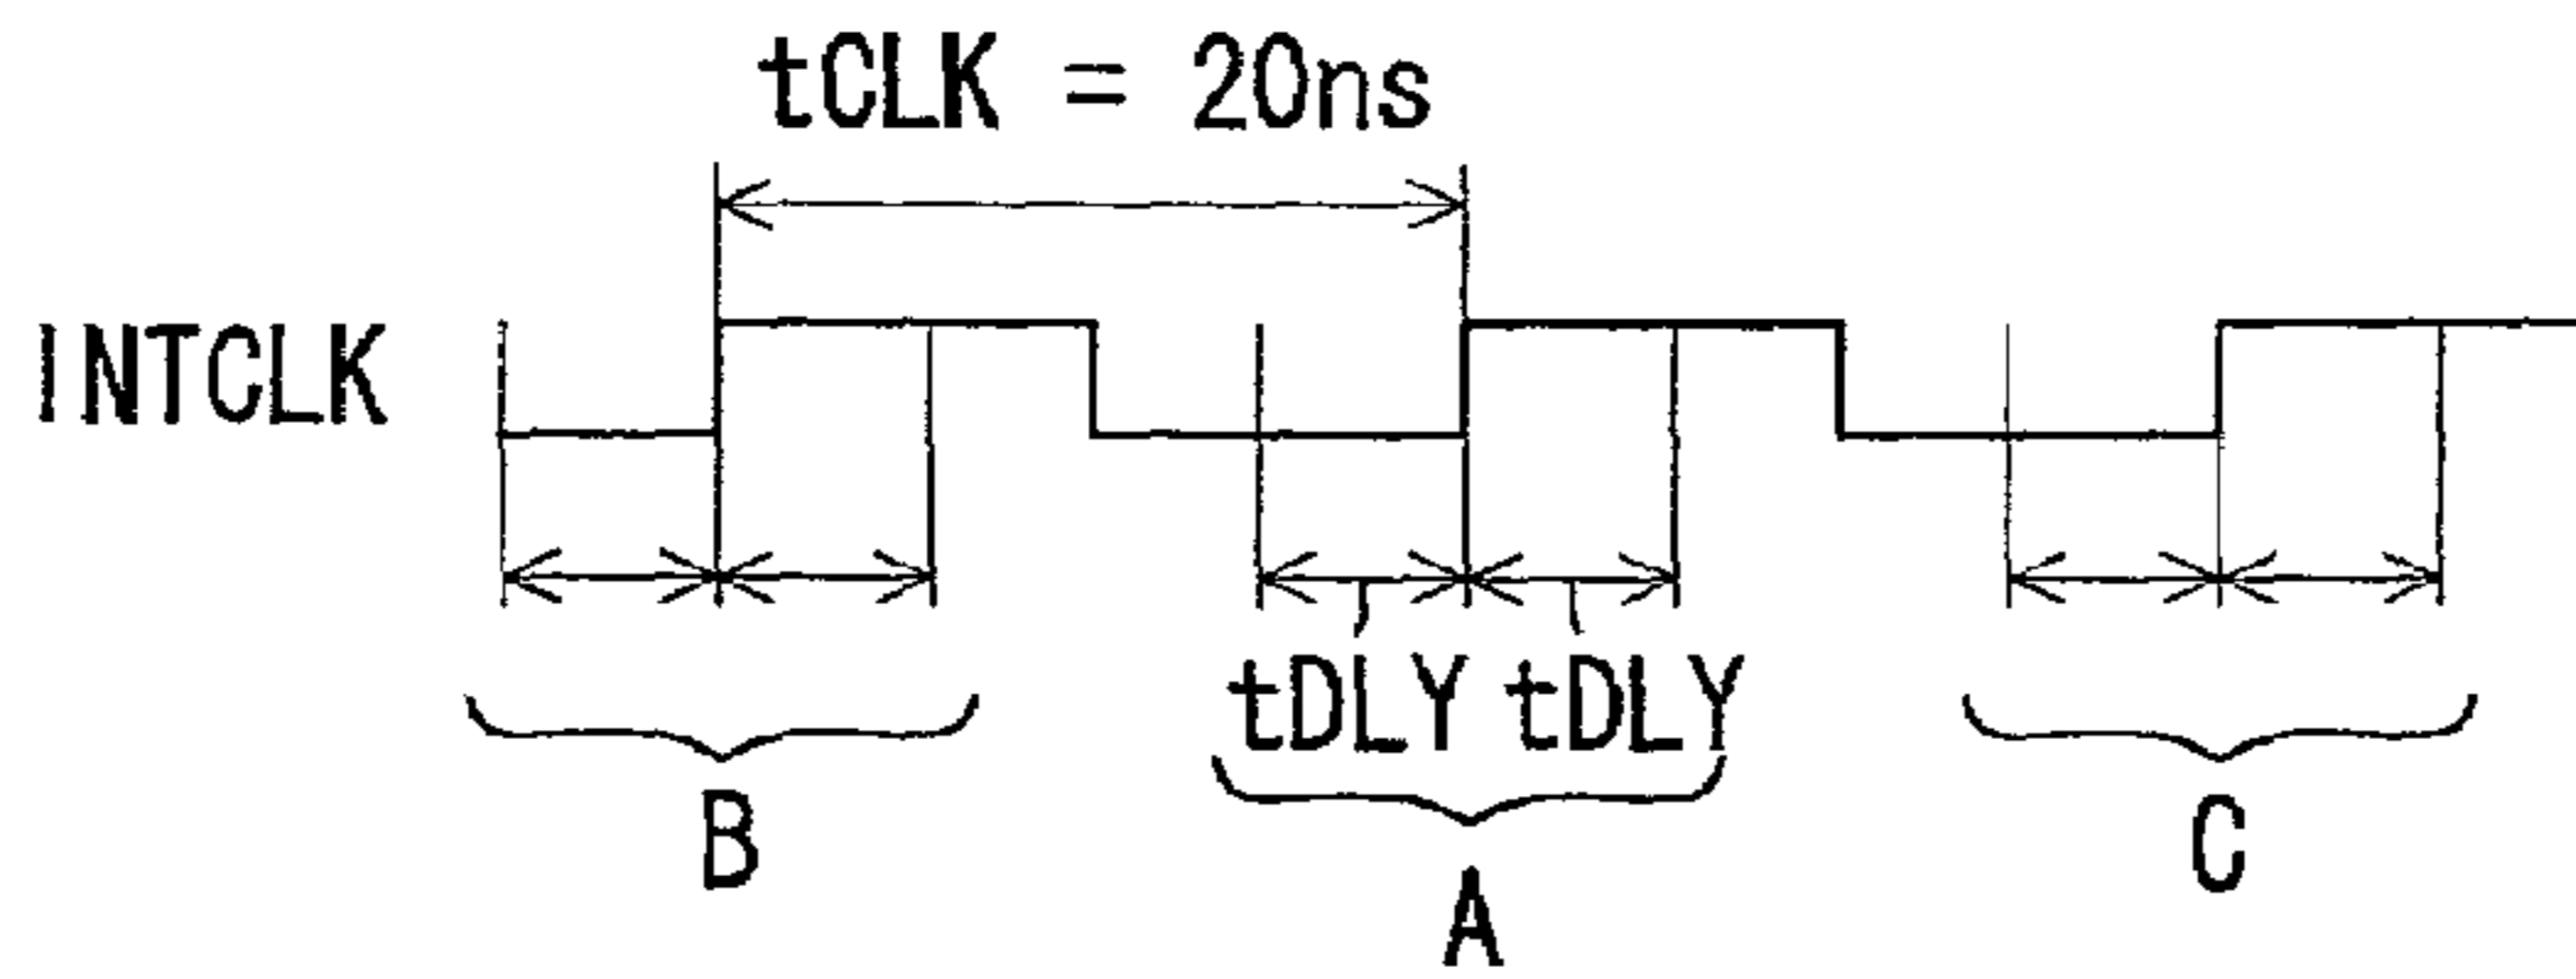 tCLK = 20ns
INTCLK
tDLY tDLY
B
A
C